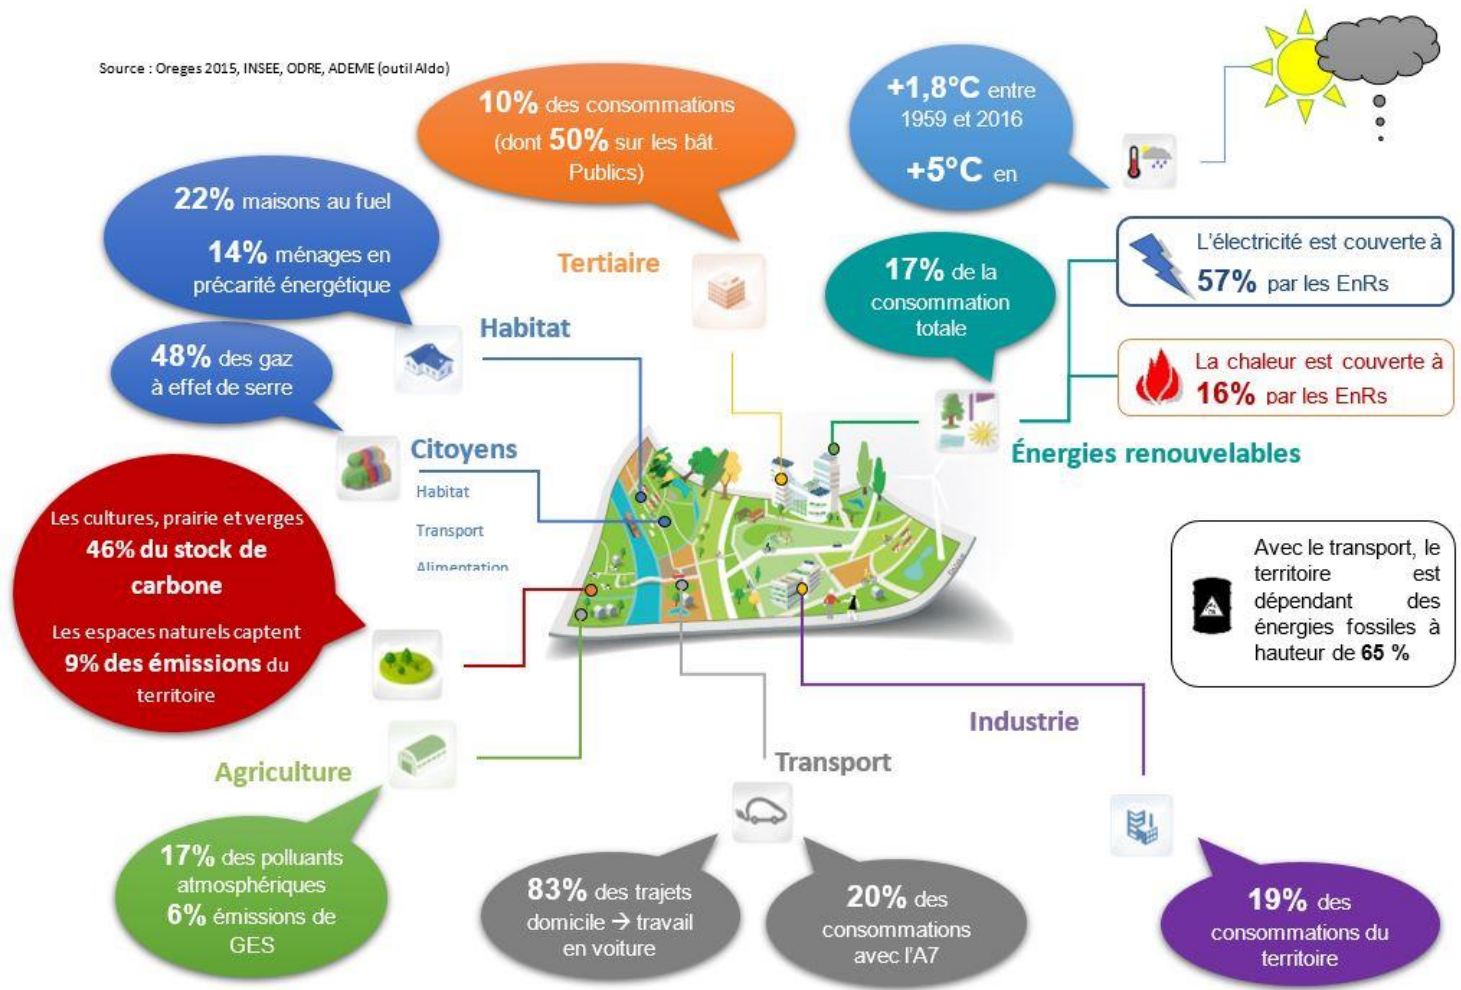 Source : Oreges 2015, INSEE, ODRE, ADEME (outil Aldo)
10% des consommations
(dont 50% sur les bât.
Publics)
+1,8°C entre
1959 et 2016
+5°C en
22% maisons au fuel
14% ménages en
précarité énergétique
Tertiaire
17% de la
consommation
totale
L'électricité est couverte à
57% par les EnRs
Habitat
48% des gaz
à effet de serre
La chaleur est couverte à
16% par les EnRs
Citoyens
Habitat
Transport
Alimentation
Énergies renouvelables
Les cultures, prairie et verges
46% du stock de
carbone
Les espaces naturels captent
9% des émissions du
territoire
Avec le transport, le
territoire est
dépendant des
énergies fossiles à
hauteur de 65 %
Industrie
Transport
Agriculture
17% des polluants
atmosphériques
6% émissions de
GES
83% des trajets
domicile → travail
en voiture
20% des
consommations
avec l'A7
19% des
consommations du
territoire